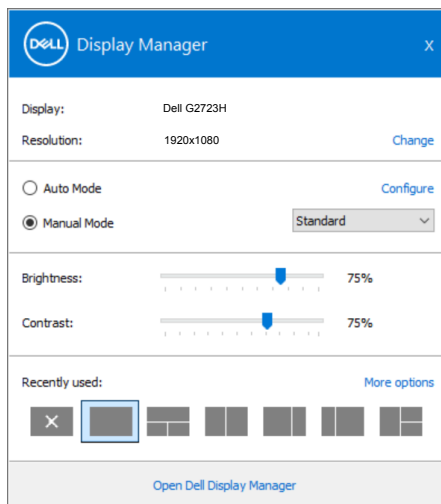 DELL Display Manager X
Display: Dell G2723H
Resolution: 1920x1080 Change
Auto Mode Configure
Manual Mode Standard
Brightness: 75%
Contrast: 75%
Recently used: More options
Open Dell Display Manager